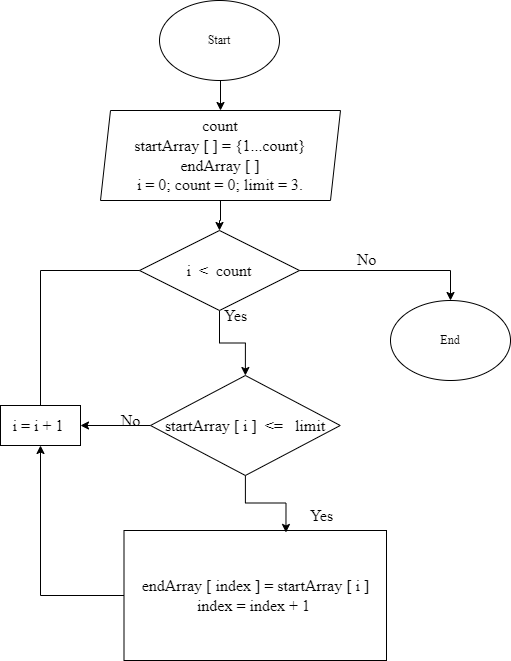 Start
count
startArray [ ] = {1...count}
endArray [ ]
i = 0; count = 0; limit = 3.
i < count
No
End
Yes
startArray [ i ] <= limit
No
i = i + 1
Yes
endArray [ index ] = startArray [ i ]
index = index + 1